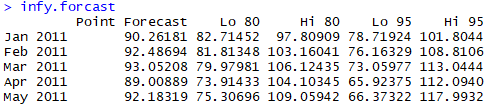 > infy.forcast
Point Forecast Lo 80 Hi 80 Lo 95 Hi 95
Jan 2011 90.26181 82.71452 97.80909 78.71924 101.8044
Feb 2011 92.48694 81.81348 103.16041 76.16329 108.8106
Mar 2011 93.05208 79.97981 106.12435 73.05977 113.0444
Apr 2011 89.00889 73.91433 104.10345 65.92375 112.0940
May 2011 92.18319 75.30696 109.05942 66.37322 117.9932